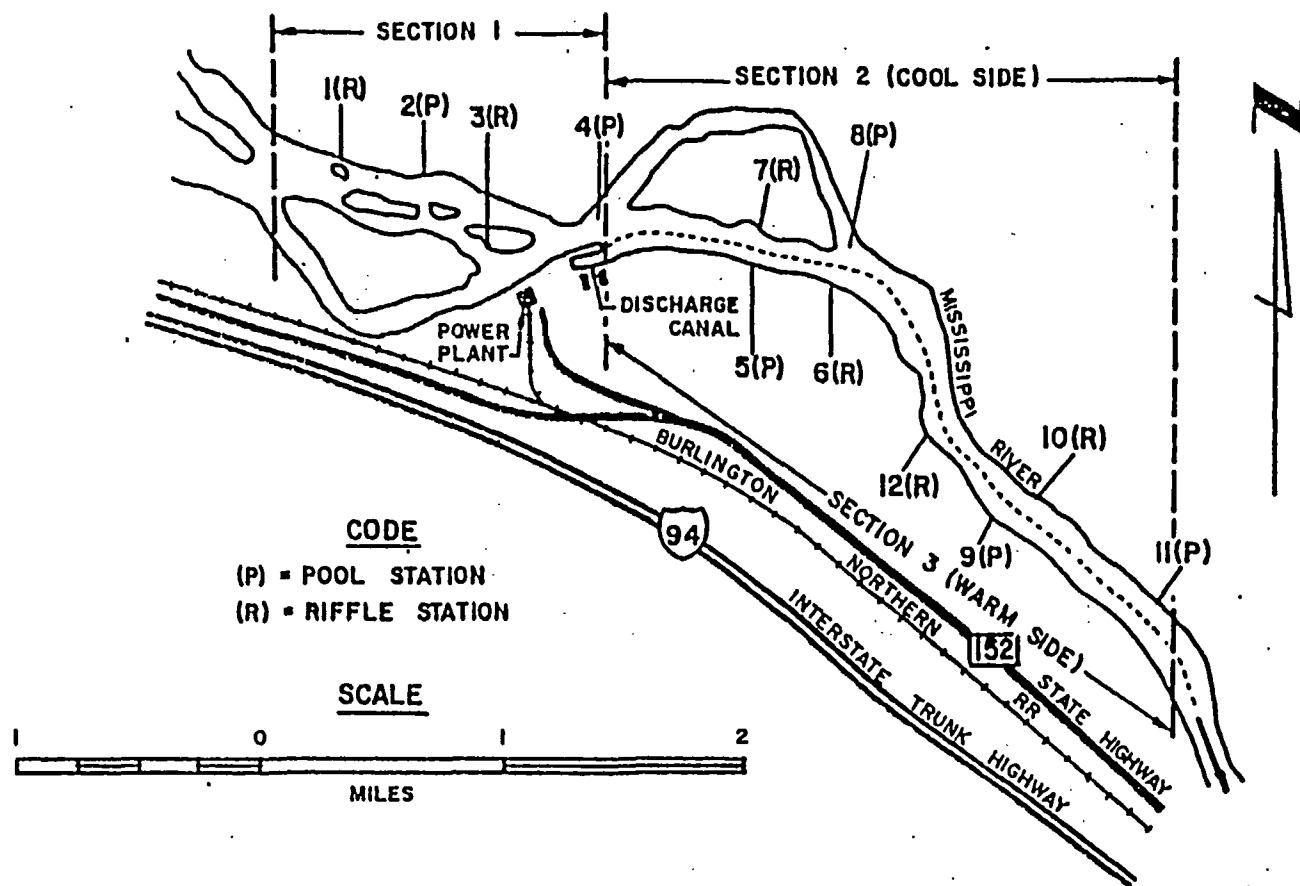 SECTION 1
SECTION 2 (COOL SIDE)
1(R)
2(P)
3(R)
4(P)
7(R)
8(P)
POWER
PLANT
DISCHARGE
CANAL
5(P)
6(R)
MISSISSIPPI
RIVER
10(R)
12(R)
9(P)
11(P)
BURLINGTON
NORTHERN
RR
SECTION 3 (WARM SIDE)
94
152
STATE HIGHWAY
INTERSTATE TRUNK HIGHWAY
CODE
(P) = POOL STATION
(R) = RIFFLE STATION
SCALE
1 0 1 2
MILES